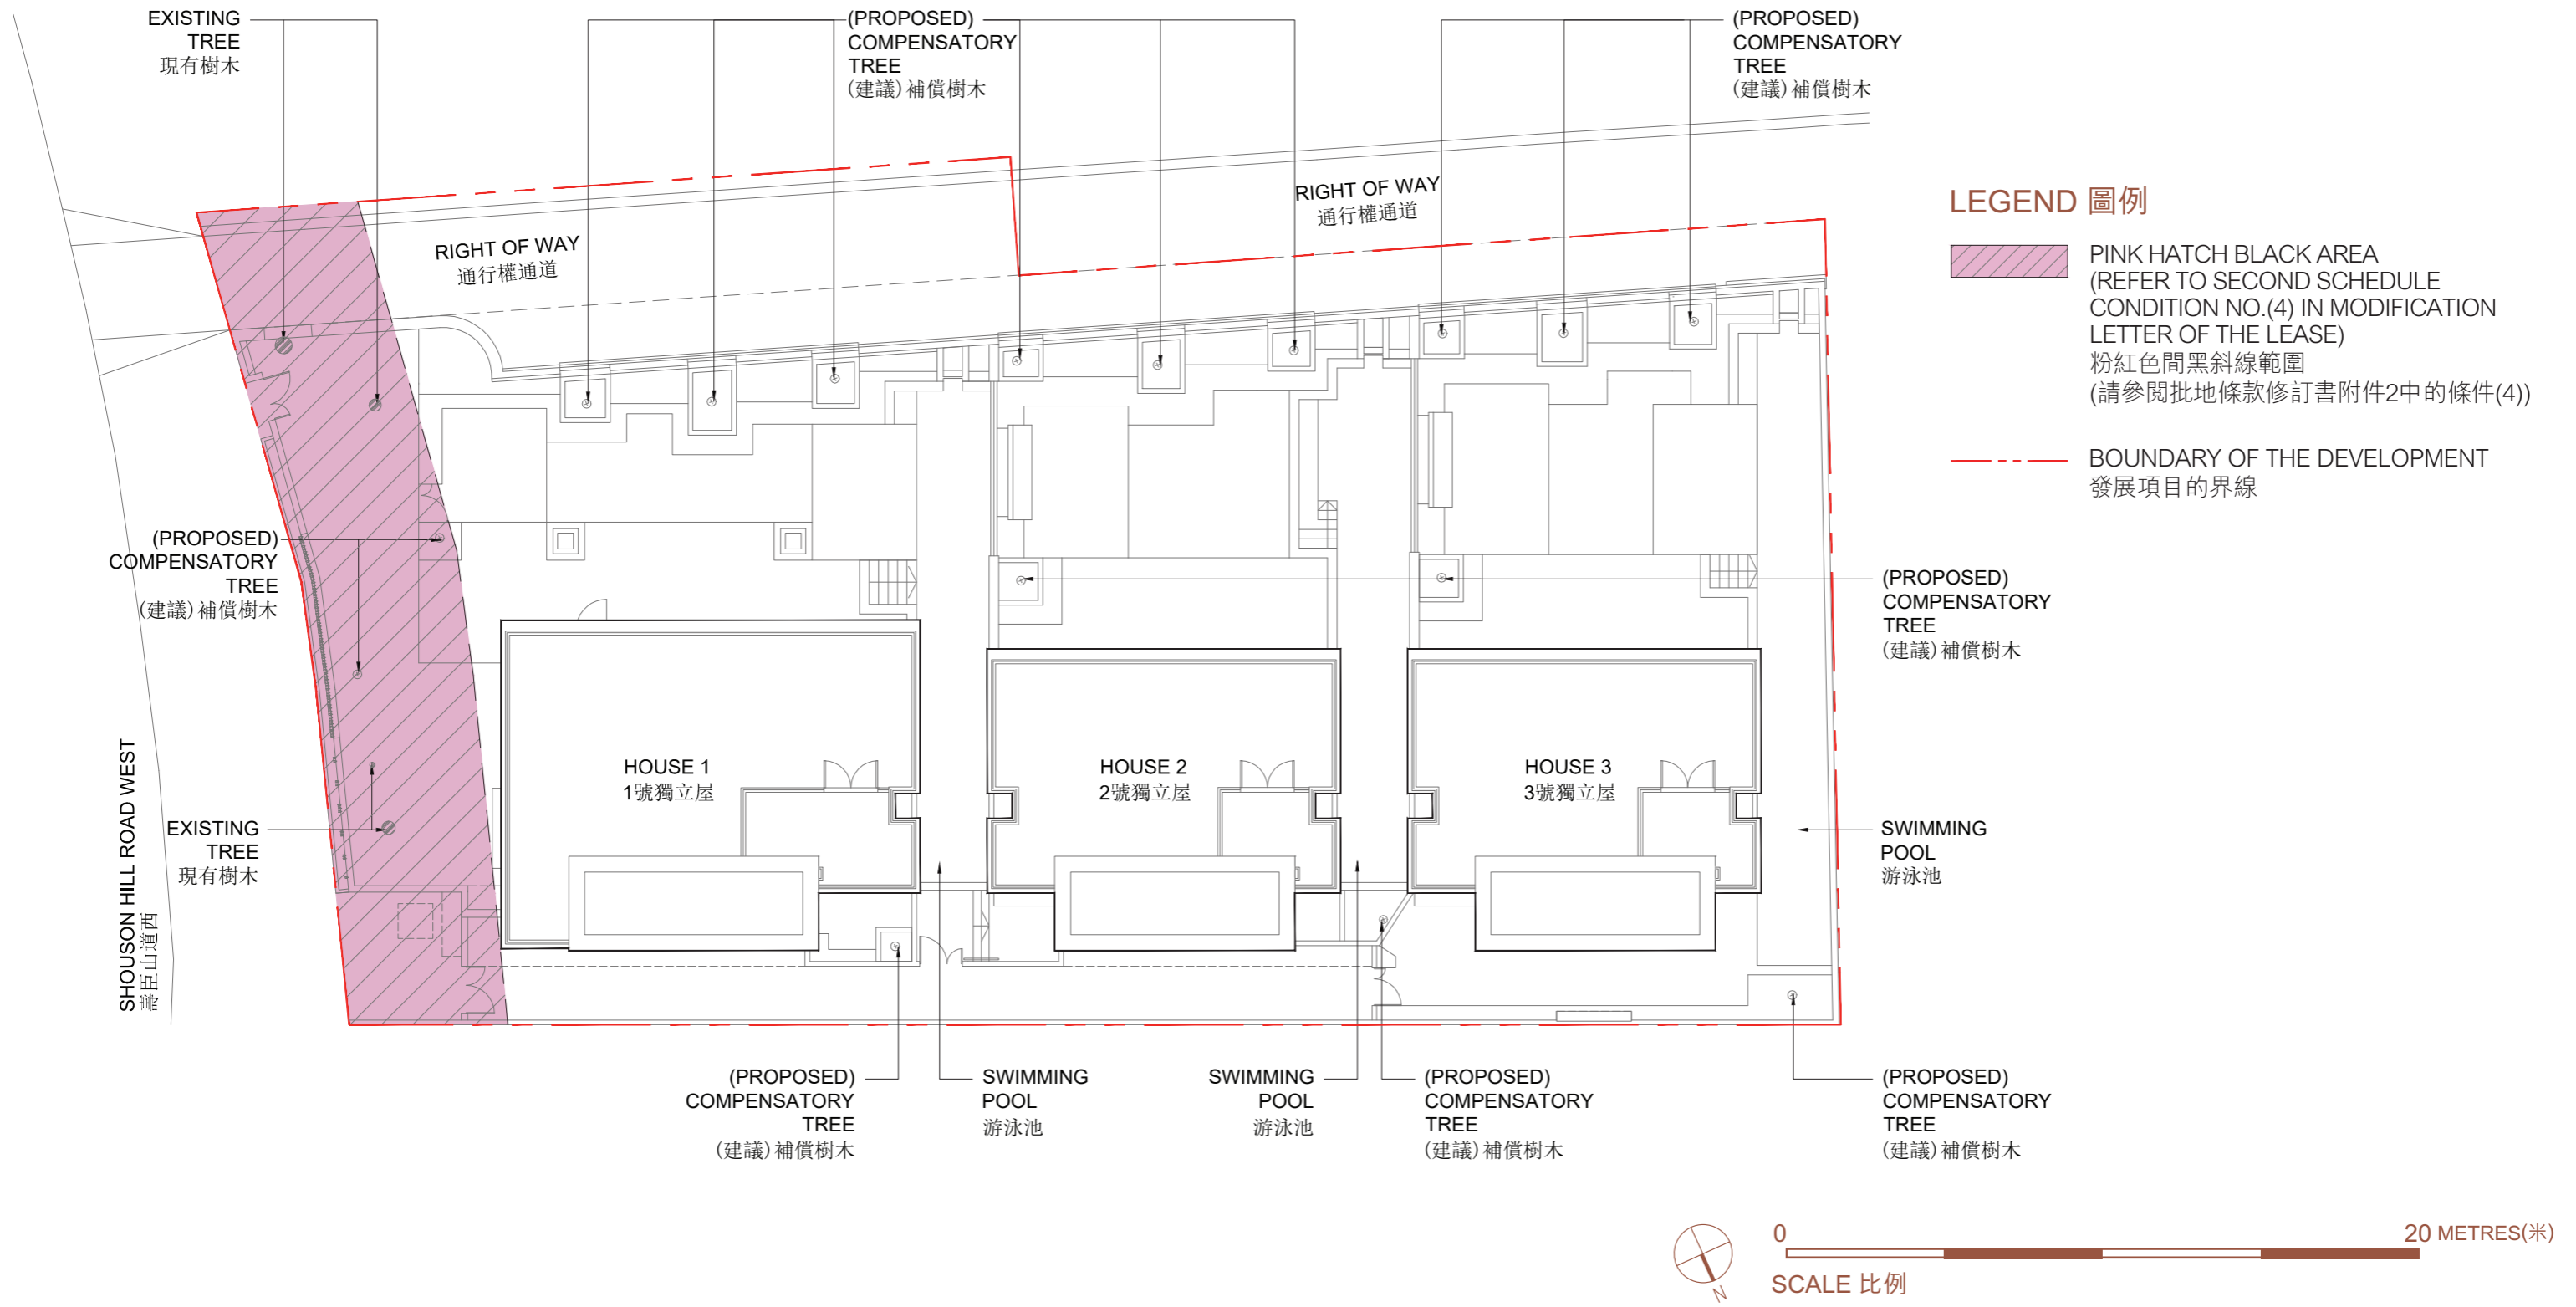 EXISTING
TREE
現有樹木
(PROPOSED)
COMPENSATORY
TREE
(建議)補償樹木
(PROPOSED)
COMPENSATORY
TREE
(建議)補償樹木
RIGHT OF WAY
通行權通道
RIGHT OF WAY
通行權通道
LEGEND 圖例
PINK HATCH BLACK AREA
(REFER TO SECOND SCHEDULE
CONDITION NO.(4) IN MODIFICATION
LETTER OF THE LEASE)
粉紅色間黑斜線範圍
(請參閱批地條款修訂書附件2中的條件(4))
BOUNDARY OF THE DEVELOPMENT
發展項目的界線
(PROPOSED)
COMPENSATORY
TREE
(建議)補償樹木
(PROPOSED)
COMPENSATORY
TREE
(建議)補償樹木
SHOUSON HILL ROAD WEST
壽臣山道西
EXISTING
TREE
現有樹木
HOUSE 1
1號獨立屋
HOUSE 2
2號獨立屋
HOUSE 3
3號獨立屋
SWIMMING
POOL
游泳池
(PROPOSED)
COMPENSATORY
TREE
(建議)補償樹木
SWIMMING
POOL
游泳池
SWIMMING
POOL
游泳池
(PROPOSED)
COMPENSATORY
TREE
(建議)補償樹木
(PROPOSED)
COMPENSATORY
TREE
(建議)補償樹木
N
0
20 METRES(米)
SCALE 比例